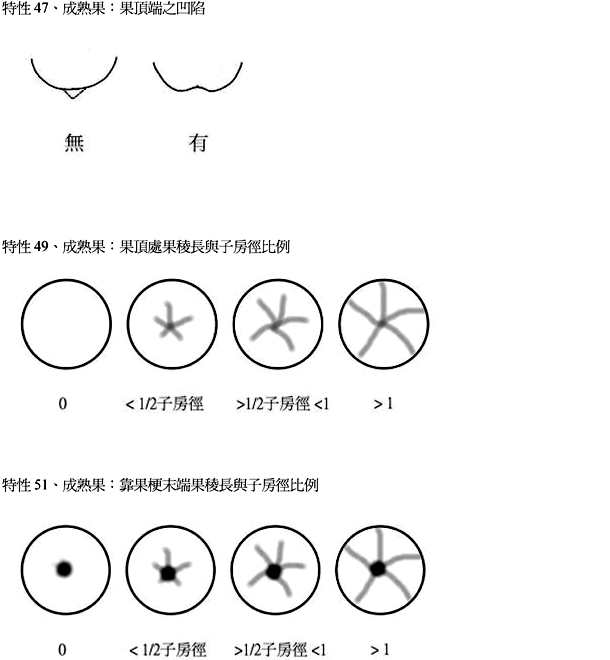 特性 47、成熟果：果頂端之凹陷
無 有
特性 49、成熟果：果頂處果稜長與子房徑比例
0 < 1/2子房徑 >1/2子房徑 <1 > 1
特性 51、成熟果：靠果梗末端果稜長與子房徑比例
0 < 1/2子房徑 >1/2子房徑 <1 > 1